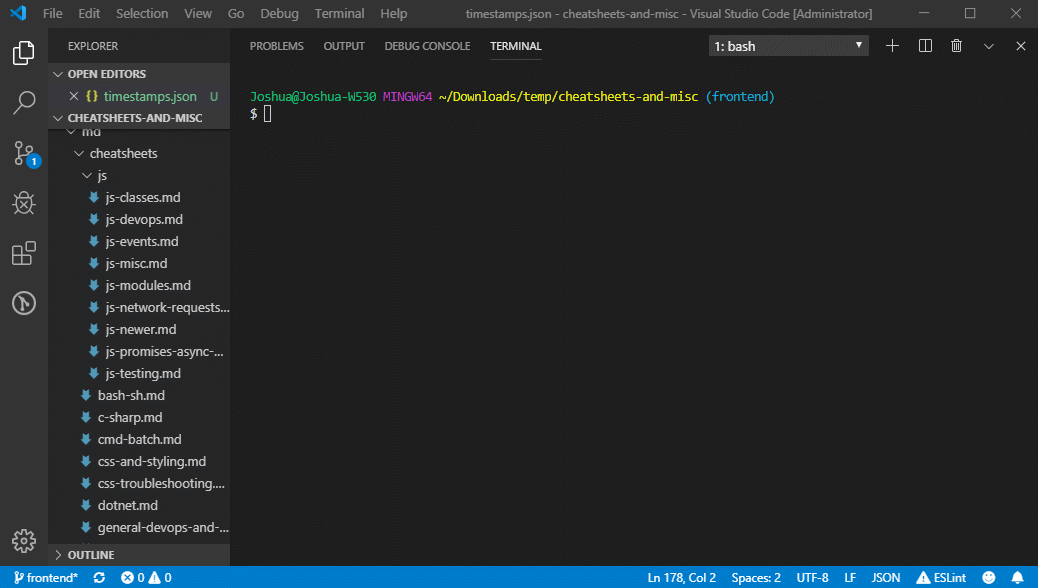 File Edit Selection View Go Debug Terminal Help timestamps.json - cheatsheets-and-misc - Visual Studio Code [Administrator]
EXPLORER
OPEN EDITORS
{} timestamps.json U
CHEATSHEETS-AND-MISC
md
cheatsheets
js
js-classes.md
js-devops.md
js-events.md
js-misc.md
js-modules.md
js-network-requests...
js-newer.md
js-promises-async-...
js-testing.md
bash-sh.md
c-sharp.md
cmd-batch.md
css-and-styling.md
css-troubleshooting....
dotnet.md
general-devops-and-...
OUTLINE
1
PROBLEMS OUTPUT DEBUG CONSOLE TERMINAL 1: bash
Joshua@Joshua-W530 MINGW64 ~/Downloads/temp/cheatsheets-and-misc (frontend)
$
frontend* 0 0 Ln 178, Col 2 Spaces: 2 UTF-8 LF JSON ESLint